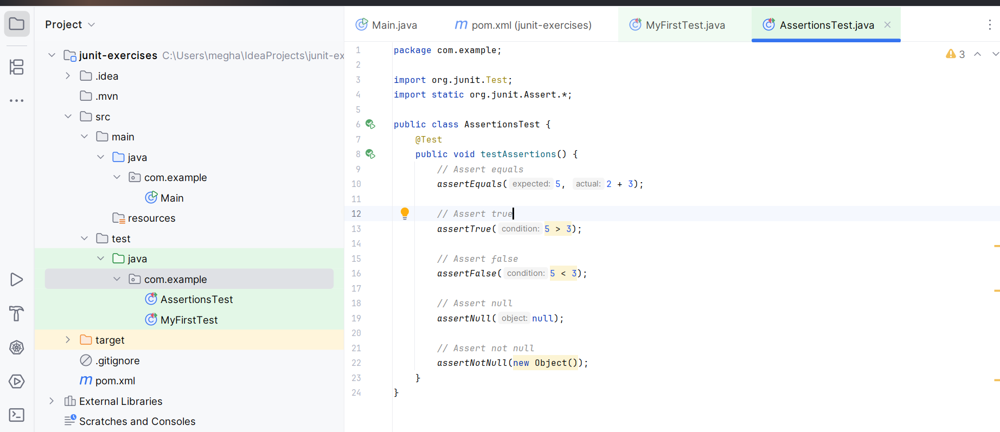 Project
junit-exercises C:\Users\megha\IdeaProjects\junit-ex
.idea
.mvn
src
main
java
com.example
Main
resources
test
java
com.example
AssertionsTest
MyFirstTest
target
.gitignore
pom.xml
External Libraries
Scratches and Consoles
Main.java
pom.xml (junit-exercises)
MyFirstTest.java
AssertionsTest.java
3
1 package com.example;
2
3 import org.junit.Test;
4 import static org.junit.Assert.*;
5
6 public class AssertionsTest {
7 @Test
8 public void testAssertions() {
9 // Assert equals
10 assertEquals( expected: 5, actual: 2 + 3);
11
12 // Assert true
13 assertTrue( condition: 5 > 3);
14
15 // Assert false
16 assertFalse( condition: 5 < 3);
17
18 // Assert null
19 assertNull( object: null);
20
21 // Assert not null
22 assertNotNull(new Object());
23 }
24 }